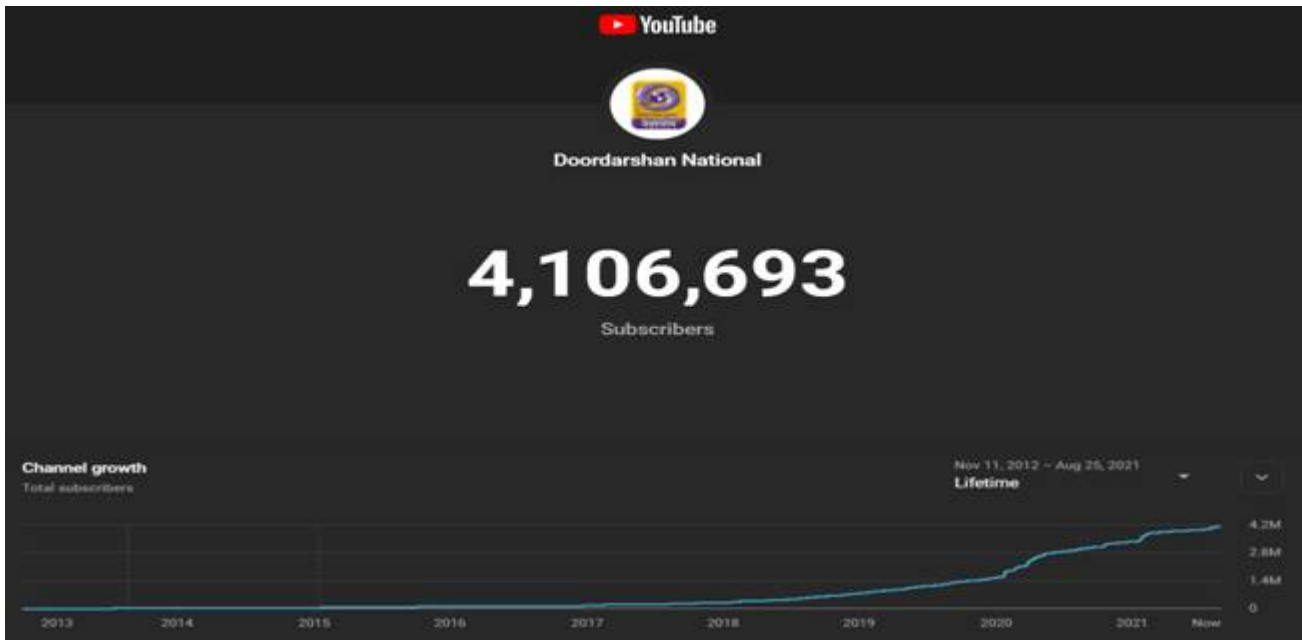 YouTube
Doordarshan National
4,106,693
Subscribers
Channel growth
Total subscribers
Nov 11, 2012 – Aug 25, 2021
Lifetime
4.2M
2.8M
1.4M
0
2013 2014 2015 2016 2017 2018 2019 2020 2021 Now